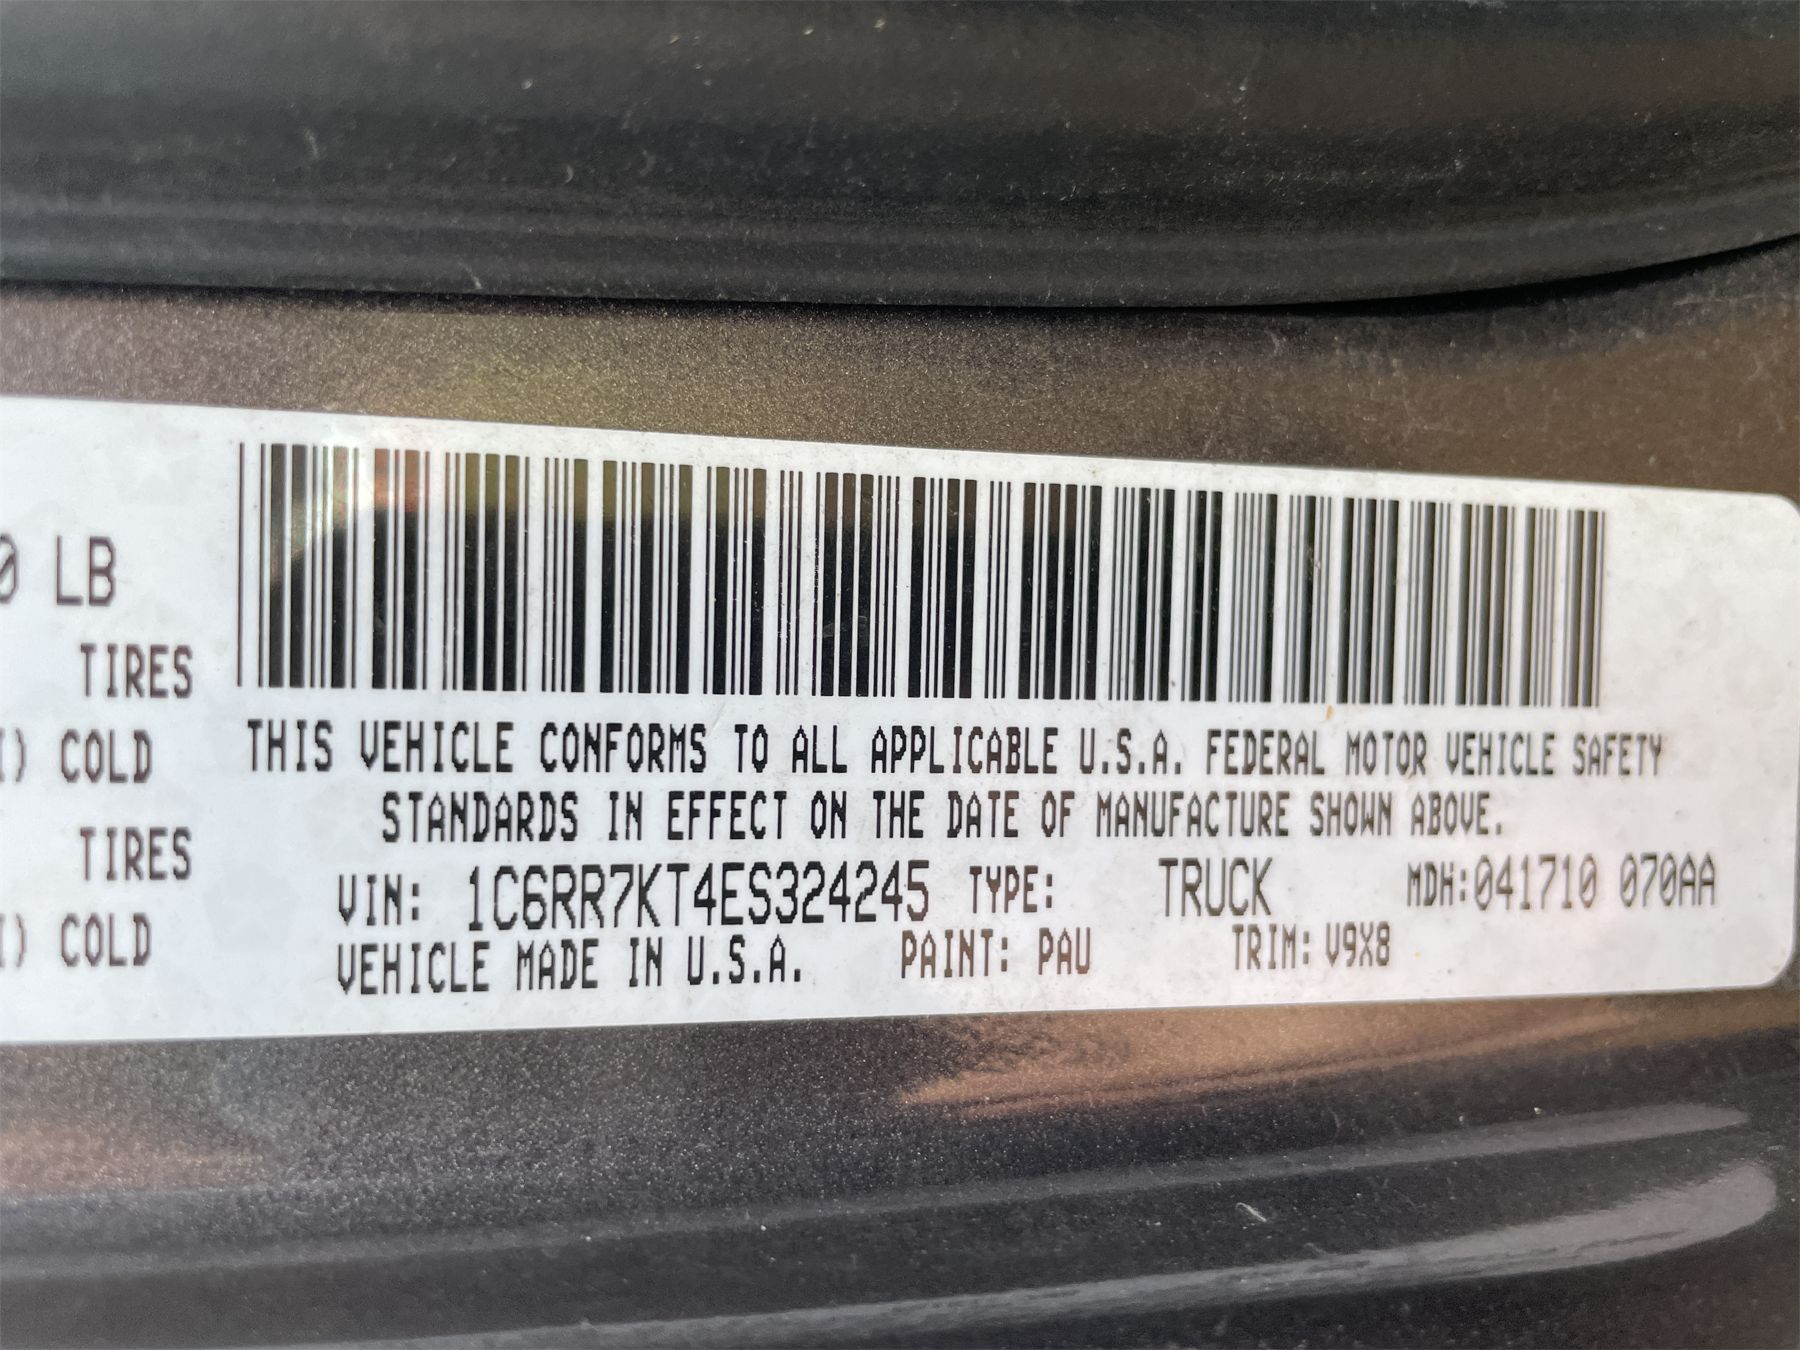 0 LB
TIRES
I) COLD
TIRES
I) COLD
THIS VEHICLE CONFORMS TO ALL APPLICABLE U.S.A. FEDERAL MOTOR VEHICLE SAFETY
STANDARDS IN EFFECT ON THE DATE OF MANUFACTURE SHOWN ABOVE.
VIN: 1C6RR7KT4ES324245 TYPE: TRUCK MDH:041710 070AA
VEHICLE MADE IN U.S.A. PAINT: PAU TRIM: V9X8